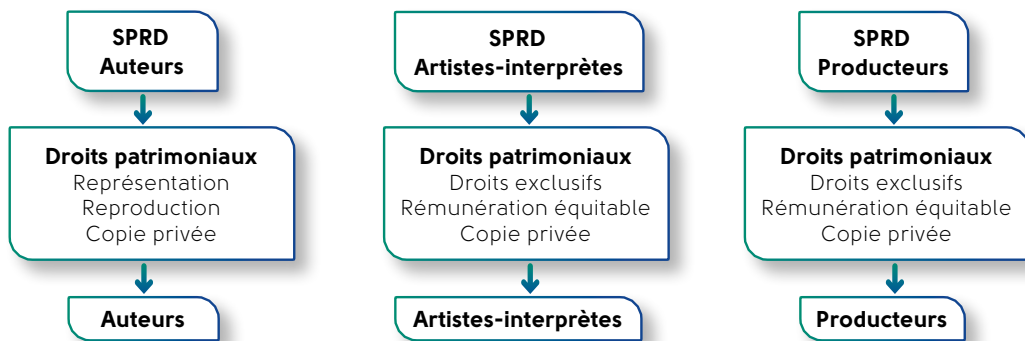 SPRD
Auteurs
Droits patrimoniaux
Représentation
Reproduction
Copie privée
Auteurs
SPRD
Artistes-interprètes
Droits patrimoniaux
Droits exclusifs
Rémunération équitable
Copie privée
Artistes-interprètes
SPRD
Producteurs
Droits patrimoniaux
Droits exclusifs
Rémunération équitable
Copie privée
Producteurs